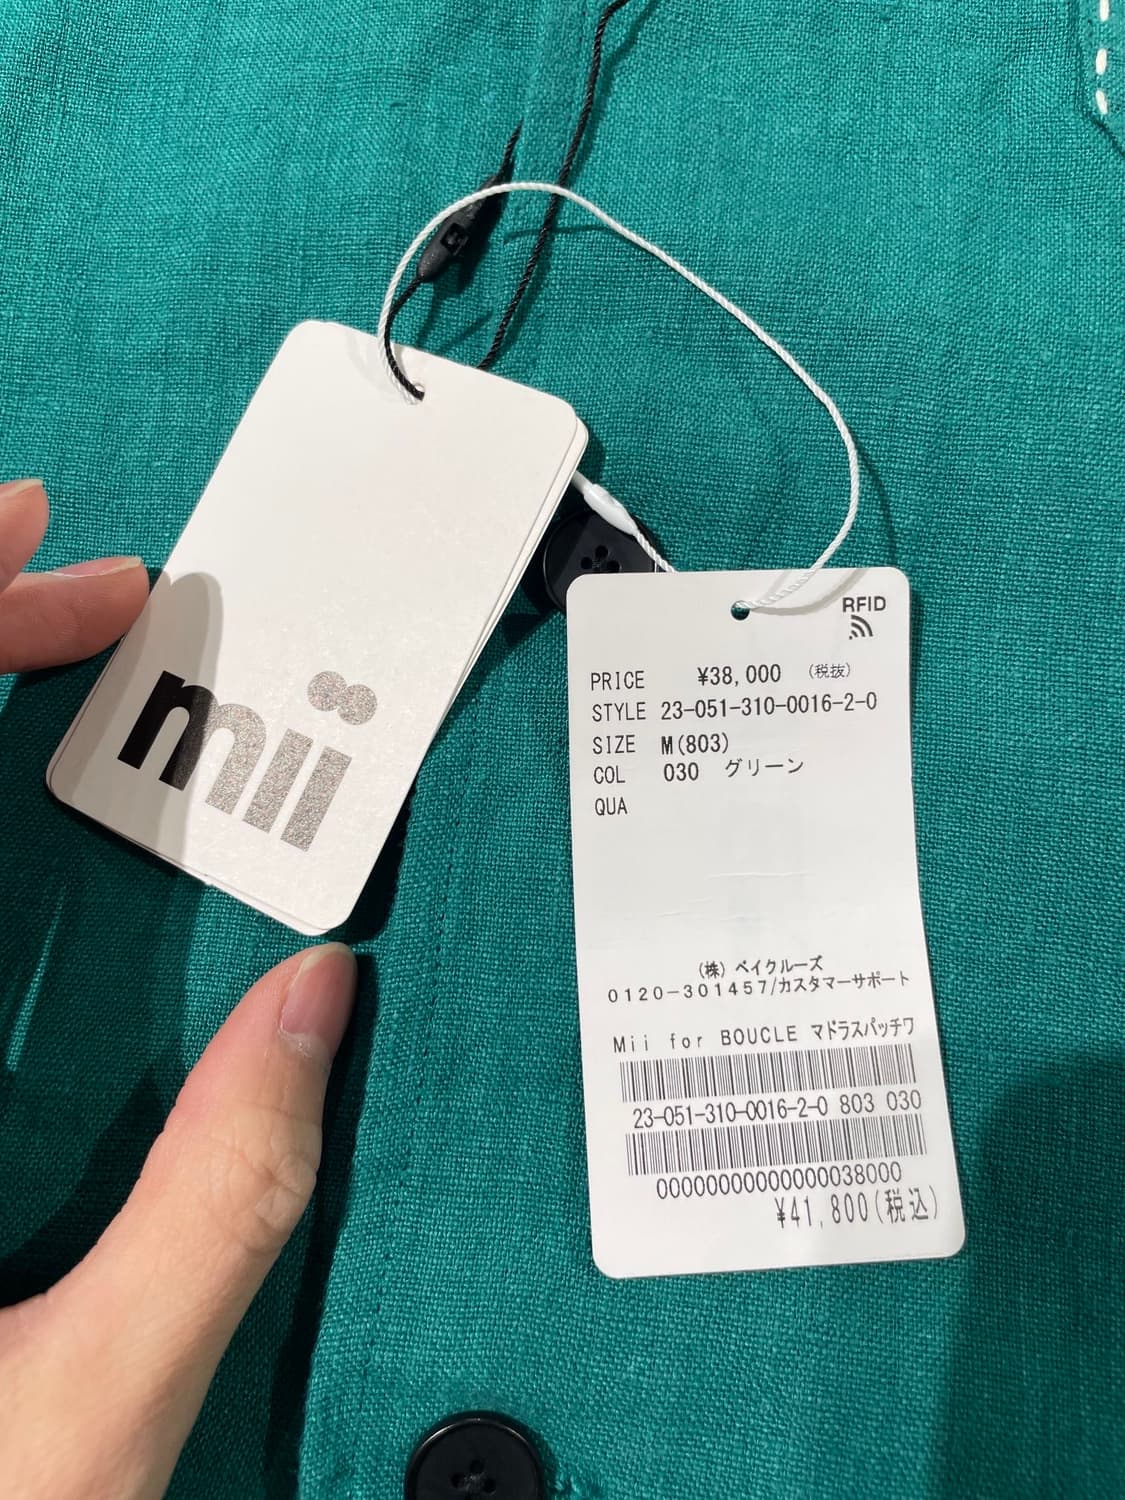 mii
RFID
PRICE ¥38,000 (税抜)
STYLE 23-051-310-0016-2-0
SIZE M(803)
COL 030 グリーン
QUA
(株) ベイクルーズ
0120-301457/カスタマーサポート
Mii for BOUCLE マドラスパッチワ
23-051-310-0016-2-0 803 030
00000000000000038000
¥41,800(税込)